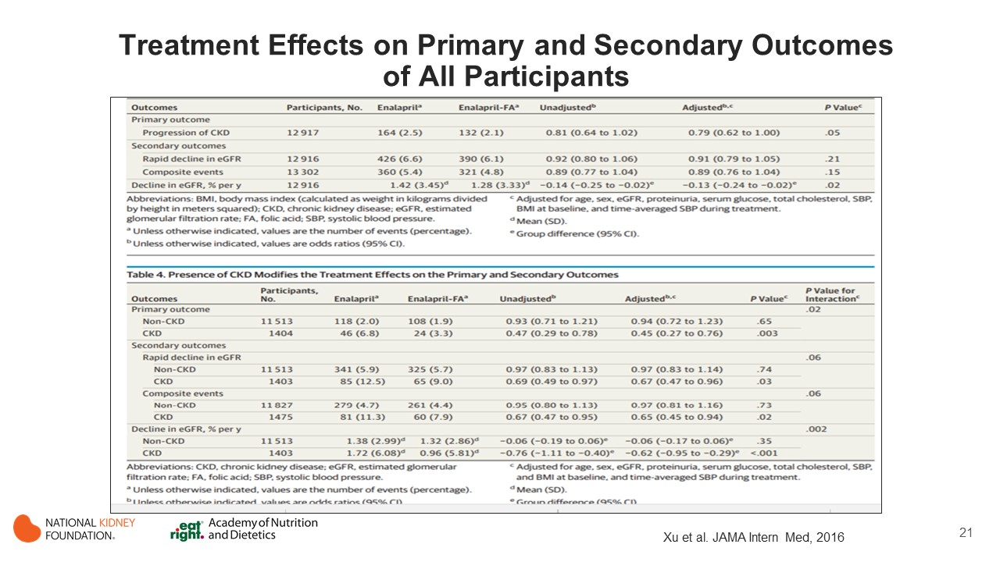 Treatment Effects on Primary and Secondary Outcomes
of All Participants
Outcomes Participants, No. Enalaprilᵃ Enalapril-FAᵃ Unadjustedᵇ Adjustedᵇ,ᶜ P Valueᶜ
Primary outcome
Progression of CKD 12 917 164 (2.5) 132 (2.1) 0.81 (0.64 to 1.02) 0.79 (0.62 to 1.00) .05
Secondary outcomes
Rapid decline in eGFR 12 916 426 (6.6) 390 (6.1) 0.92 (0.80 to 1.06) 0.91 (0.79 to 1.05) .21
Composite events 13 302 360 (5.4) 321 (4.8) 0.89 (0.77 to 1.04) 0.89 (0.76 to 1.04) .15
Decline in eGFR, % per y 12 916 1.42 (3.45)ᵈ 1.28 (3.33)ᵈ −0.14 (−0.25 to −0.02)ᵉ −0.13 (−0.24 to −0.02)ᵉ .02
Abbreviations: BMI, body mass index (calculated as weight in kilograms divided
by height in meters squared); CKD, chronic kidney disease; eGFR, estimated
glomerular filtration rate; FA, folic acid; SBP, systolic blood pressure.
ᵃ Unless otherwise indicated, values are the number of events (percentage).
ᵇ Unless otherwise indicated, values are odds ratios (95% CI).
ᶜ Adjusted for age, sex, eGFR, proteinuria, serum glucose, total cholesterol, SBP,
BMI at baseline, and time-averaged SBP during treatment.
ᵈ Mean (SD).
ᵉ Group difference (95% CI).
Table 4. Presence of CKD Modifies the Treatment Effects on the Primary and Secondary Outcomes
Participants, P Value for
Outcomes No. Enalaprilᵃ Enalapril-FAᵃ Unadjustedᵇ Adjustedᵇ,ᶜ P Valueᶜ Interactionᶜ
Primary outcome .02
Non-CKD 11 513 118 (2.0) 108 (1.9) 0.93 (0.71 to 1.21) 0.94 (0.72 to 1.23) .65
CKD 1404 46 (6.8) 24 (3.3) 0.47 (0.29 to 0.78) 0.45 (0.27 to 0.76) .003
Secondary outcomes
Rapid decline in eGFR .06
Non-CKD 11 513 341 (5.9) 325 (5.7) 0.97 (0.83 to 1.13) 0.97 (0.83 to 1.14) .74
CKD 1403 85 (12.5) 65 (9.0) 0.69 (0.49 to 0.97) 0.67 (0.47 to 0.96) .03
Composite events .06
Non-CKD 11 827 279 (4.7) 261 (4.4) 0.95 (0.80 to 1.13) 0.97 (0.81 to 1.16) .73
CKD 1475 81 (11.3) 60 (7.9) 0.67 (0.47 to 0.95) 0.65 (0.45 to 0.94) .02
Decline in eGFR, % per y .002
Non-CKD 11 513 1.38 (2.99)ᵈ 1.32 (2.86)ᵈ −0.06 (−0.19 to 0.06)ᵉ −0.06 (−0.17 to 0.06)ᵉ .35
CKD 1403 1.72 (6.08)ᵈ 0.96 (5.81)ᵈ −0.76 (−1.11 to −0.40)ᵉ −0.62 (−0.95 to −0.29)ᵉ <.001
Abbreviations: CKD, chronic kidney disease; eGFR, estimated glomerular
filtration rate; FA, folic acid; SBP, systolic blood pressure.
ᵃ Unless otherwise indicated, values are the number of events (percentage).
ᵇ Unless otherwise indicated, values are odds ratios (95% CI)
ᶜ Adjusted for age, sex, eGFR, proteinuria, serum glucose, total cholesterol, SBP,
and BMI at baseline, and time-averaged SBP during treatment.
ᵈ Mean (SD).
ᵉ Group difference (95% CI)
NATIONAL KIDNEY
FOUNDATION®
eat
right.
Academy of Nutrition
and Dietetics
Xu et al. JAMA Intern Med, 2016
21